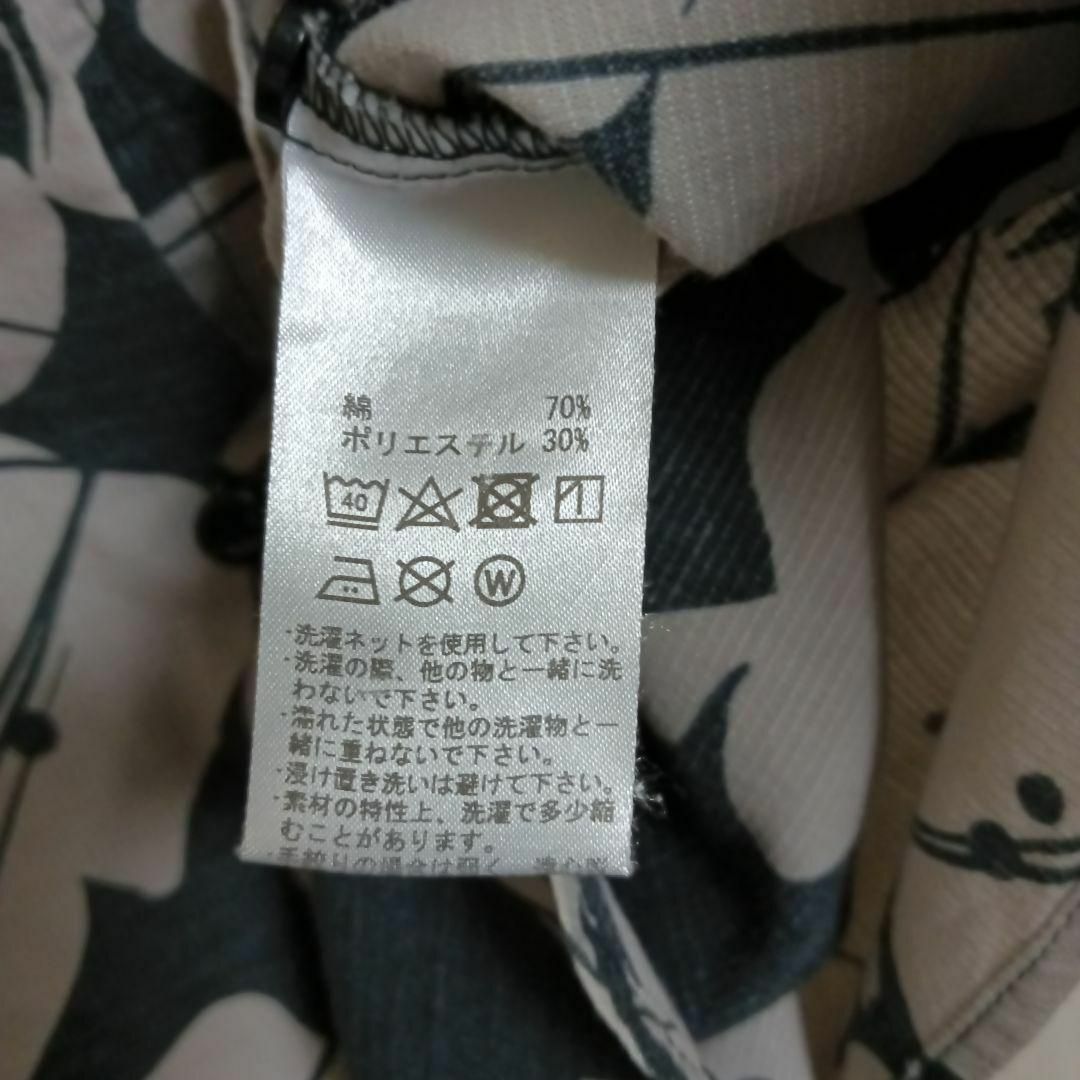 綿 70%
ポリエステル 30%
40
W
・洗濯ネットを使用して下さい。
・洗濯の際、他の物と一緒に洗
わないで下さい。
・濡れた状態で他の洗濯物と一
緒に重ねないで下さい。
・浸け置き洗いは避けて下さい。
・素材の特性上、洗濯で多少縮
むことがあります。